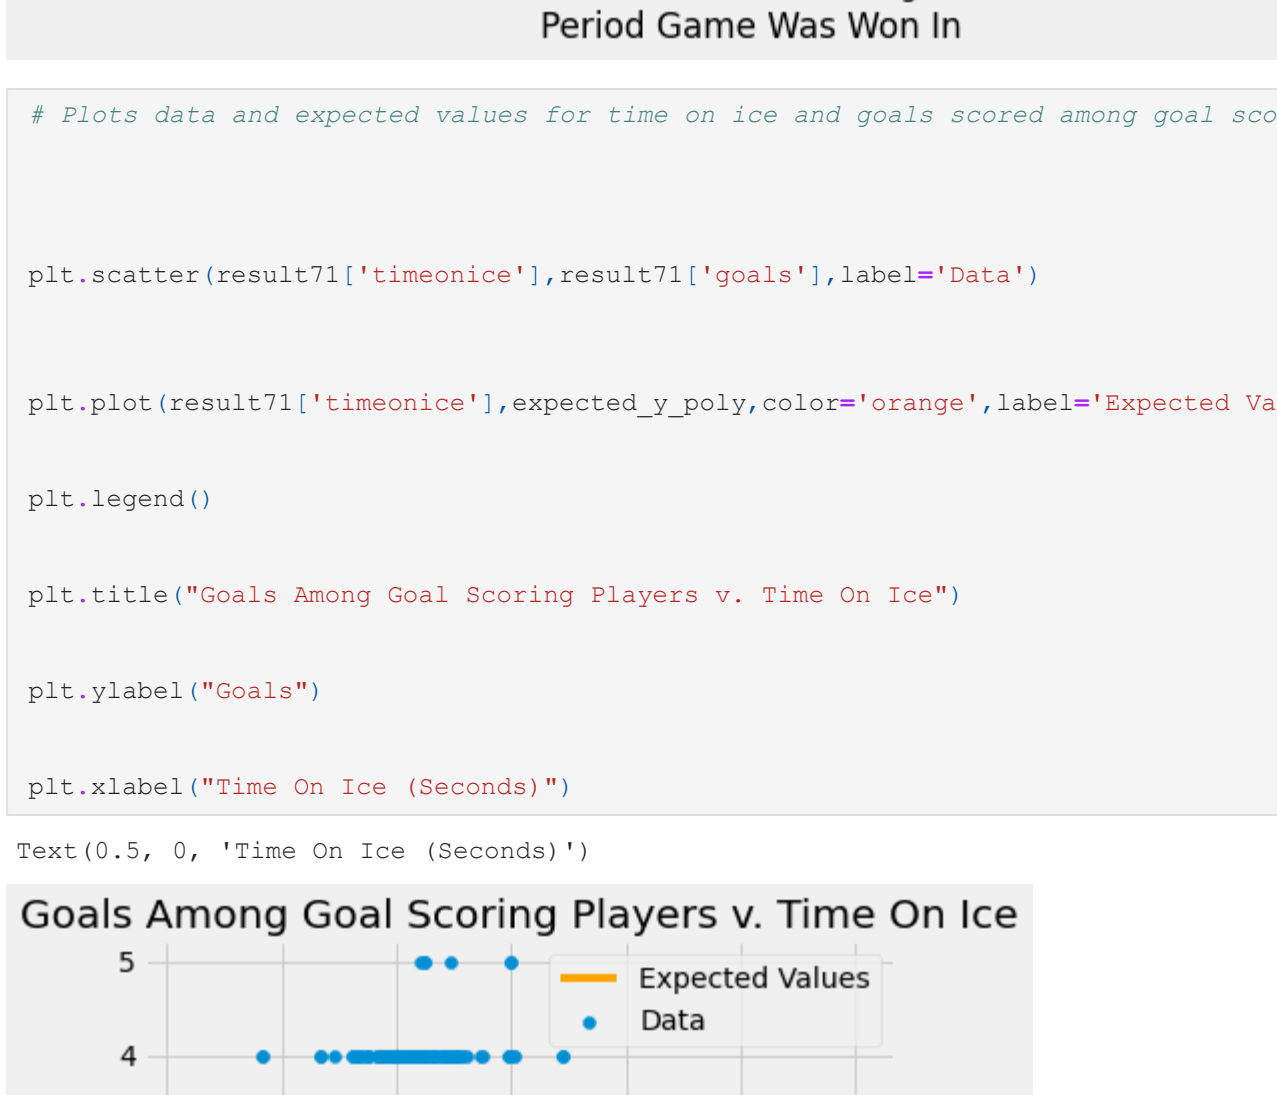 Period Game Was Won In
# Plots data and expected values for time on ice and goals scored among goal sco
plt.scatter(result71['timeonice'],result71['goals'],label='Data')
plt.plot(result71['timeonice'],expected_y_poly,color='orange',label='Expected Va
plt.legend()
plt.title("Goals Among Goal Scoring Players v. Time On Ice")
plt.ylabel("Goals")
plt.xlabel("Time On Ice (Seconds)")
Text(0.5, 0, 'Time On Ice (Seconds)')
Goals Among Goal Scoring Players v. Time On Ice
5
Expected Values
Data
4